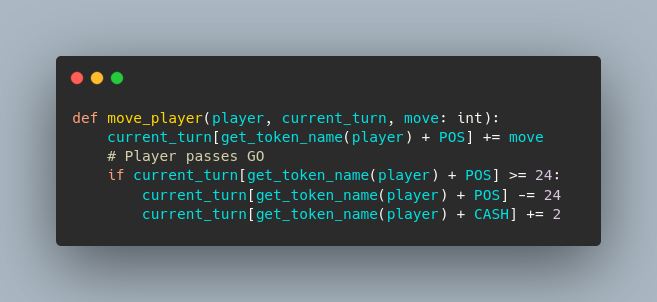 def move_player(player, current_turn, move: int):
    current_turn[get_token_name(player) + POS] += move
    # Player passes GO
    if current_turn[get_token_name(player) + POS] >= 24:
        current_turn[get_token_name(player) + POS] -= 24
        current_turn[get_token_name(player) + CASH] += 2